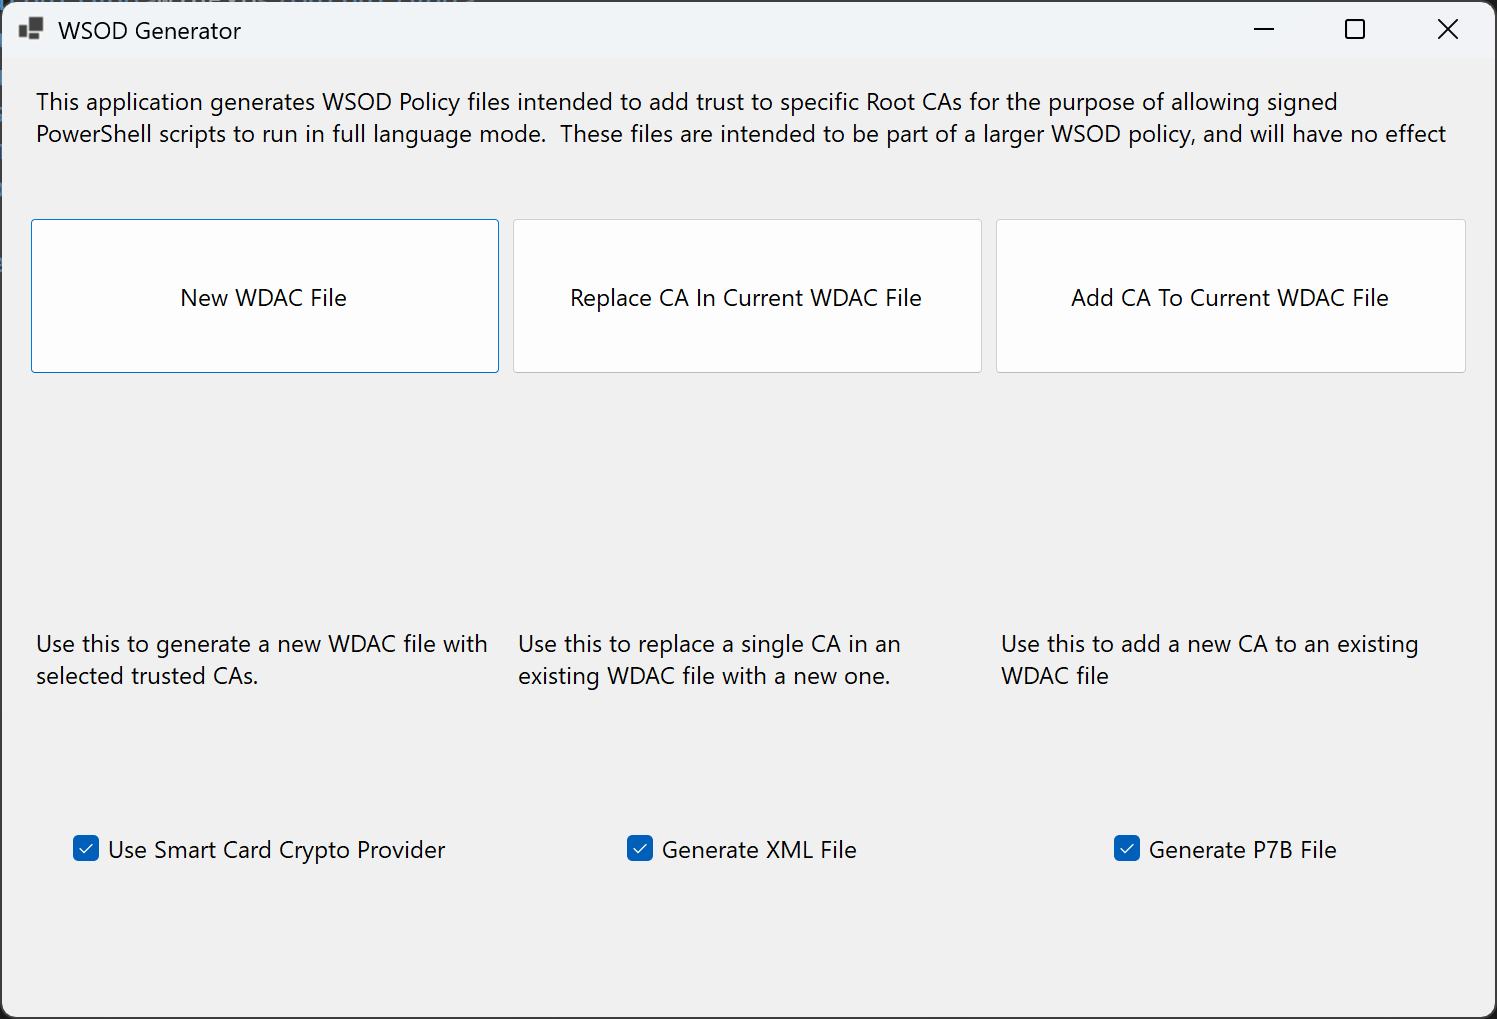 WSOD Generator
This application generates WSOD Policy files intended to add trust to specific Root CAs for the purpose of allowing signed
PowerShell scripts to run in full language mode.  These files are intended to be part of a larger WSOD policy, and will have no effect
New WDAC File
Replace CA In Current WDAC File
Add CA To Current WDAC File
Use this to generate a new WDAC file with
selected trusted CAs.
Use this to replace a single CA in an
existing WDAC file with a new one.
Use this to add a new CA to an existing
WDAC file
Use Smart Card Crypto Provider
Generate XML File
Generate P7B File